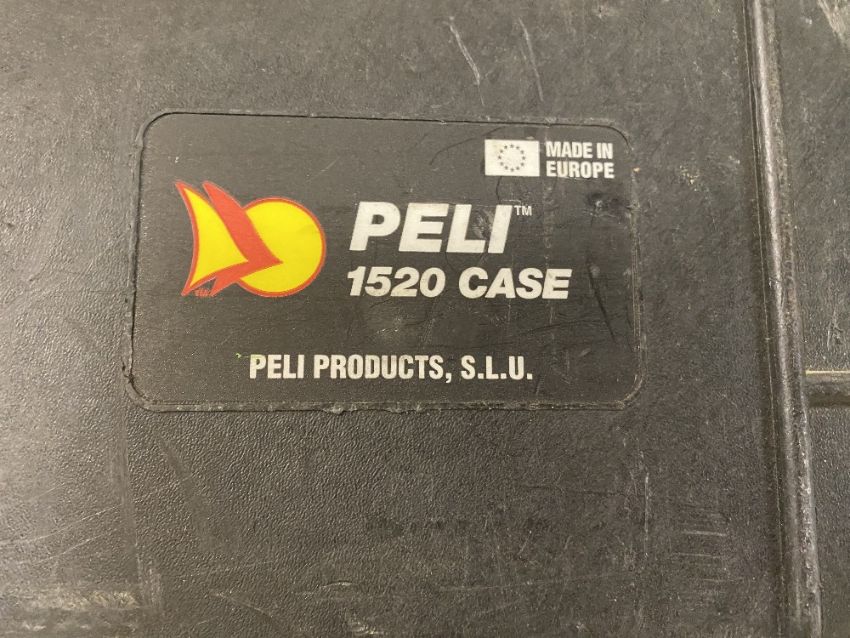 MADE IN
EUROPE
PELI™
1520 CASE
PELI PRODUCTS, S.L.U.